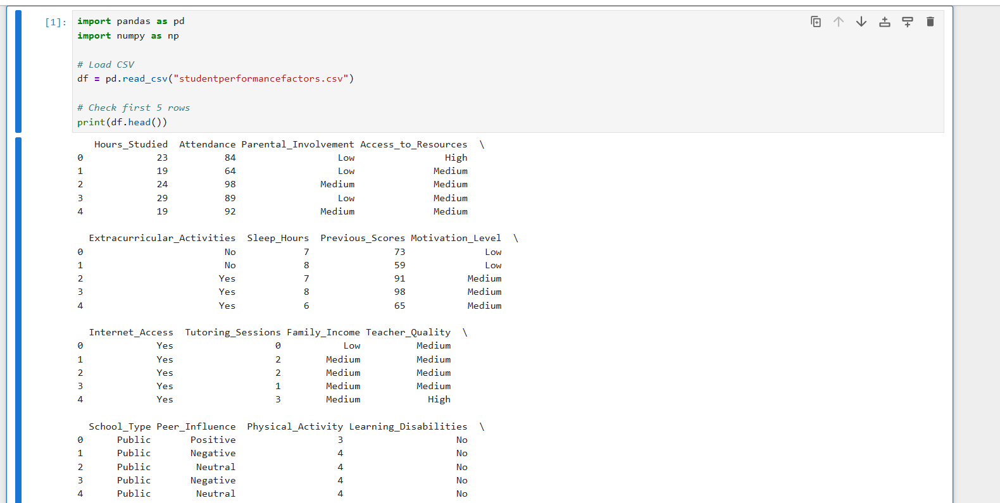 [1]: import pandas as pd
import numpy as np
# Load CSV
df = pd.read_csv("studentperformancefactors.csv")
# Check first 5 rows
print(df.head())
Hours_Studied  Attendance Parental_Involvement Access_to_Resources  \
0 23 84 Low High
1 19 64 Low Medium
2 24 98 Medium Medium
3 29 89 Low Medium
4 19 92 Medium Medium
Extracurricular_Activities  Sleep_Hours  Previous_Scores Motivation_Level  \
0 No 7 73 Low
1 No 8 59 Low
2 Yes 7 91 Medium
3 Yes 8 98 Medium
4 Yes 6 65 Medium
Internet_Access  Tutoring_Sessions Family_Income Teacher_Quality  \
0 Yes 0 Low Medium
1 Yes 2 Medium Medium
2 Yes 2 Medium Medium
3 Yes 1 Medium Medium
4 Yes 3 Medium High
School_Type Peer_Influence  Physical_Activity Learning_Disabilities  \
0 Public Positive 3 No
1 Public Negative 4 No
2 Public Neutral 4 No
3 Public Negative 4 No
4 Public Neutral 4 No